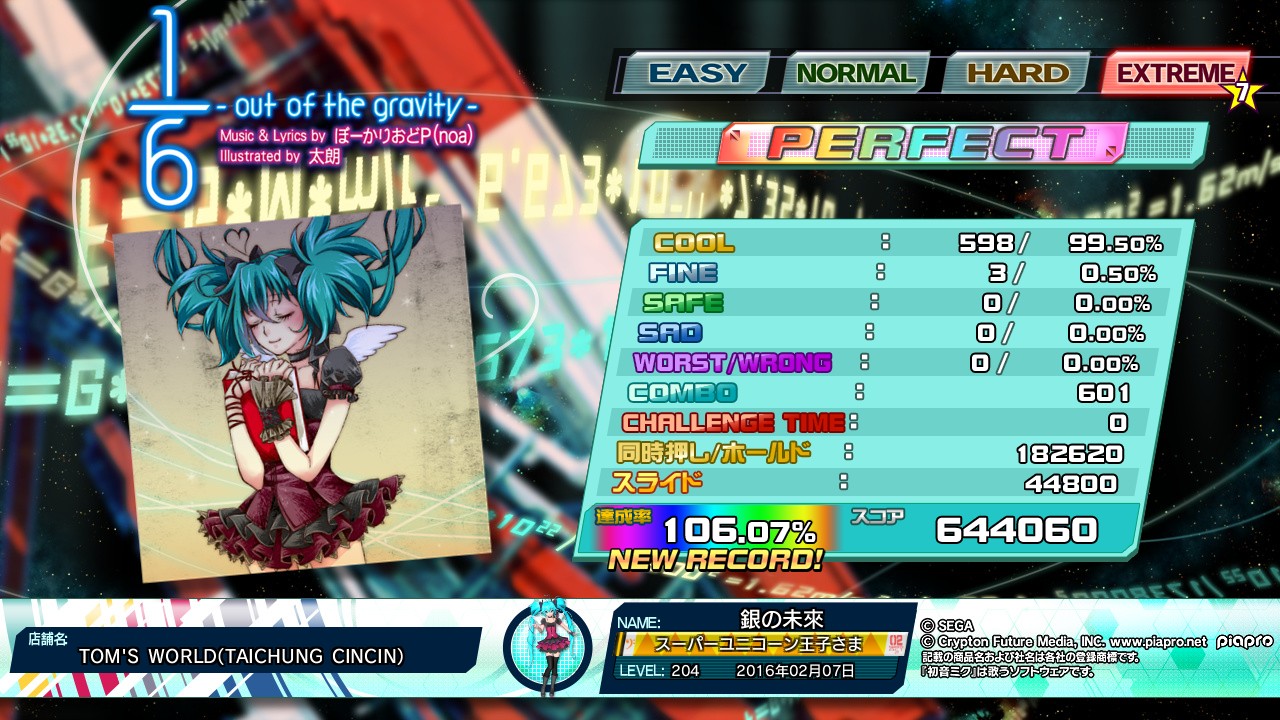 1/6 - out of the gravity -
Music & Lyrics by ぼーかりおどP(noa)
Illustrated by 太朗
EASY NORMAL HARD EXTREME 7
PERFECT
COOL : 598 / 99.50%
FINE : 3 / 0.50%
SAFE : 0 / 0.00%
SAD : 0 / 0.00%
WORST/WRONG : 0 / 0.00%
COMBO : 601
CHALLENGE TIME : 0
同時押し/ホールド : 182620
スライド : 44800
達成率 106.07% スコア 644060
NEW RECORD!
店舗名
TOM'S WORLD(TAICHUNG CINCIN)
NAME: 銀の未來
スーパーユニコーン王子さま 02
LEVEL: 204 2016年02月07日
© SEGA
© Crypton Future Media, INC. www.piapro.net piapro
記載の商品名および社名は各社の登録商標です。
『初音ミク』は歌うソフトウェアです。